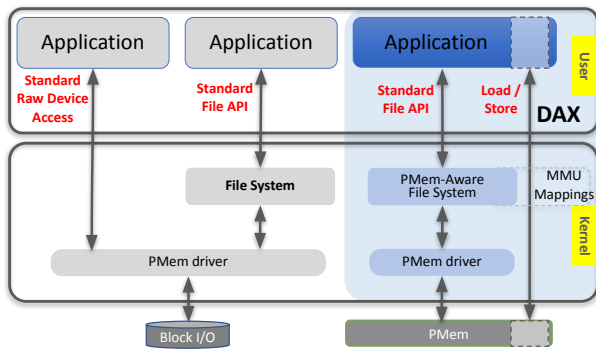 Application
Application
Application
User
Standard
Raw Device
Access
Standard
File API
Standard
File API
Load /
Store
DAX
File System
PMem-Aware
File System
MMU
Mappings
Kernel
PMem driver
PMem driver
Block I/O
PMem